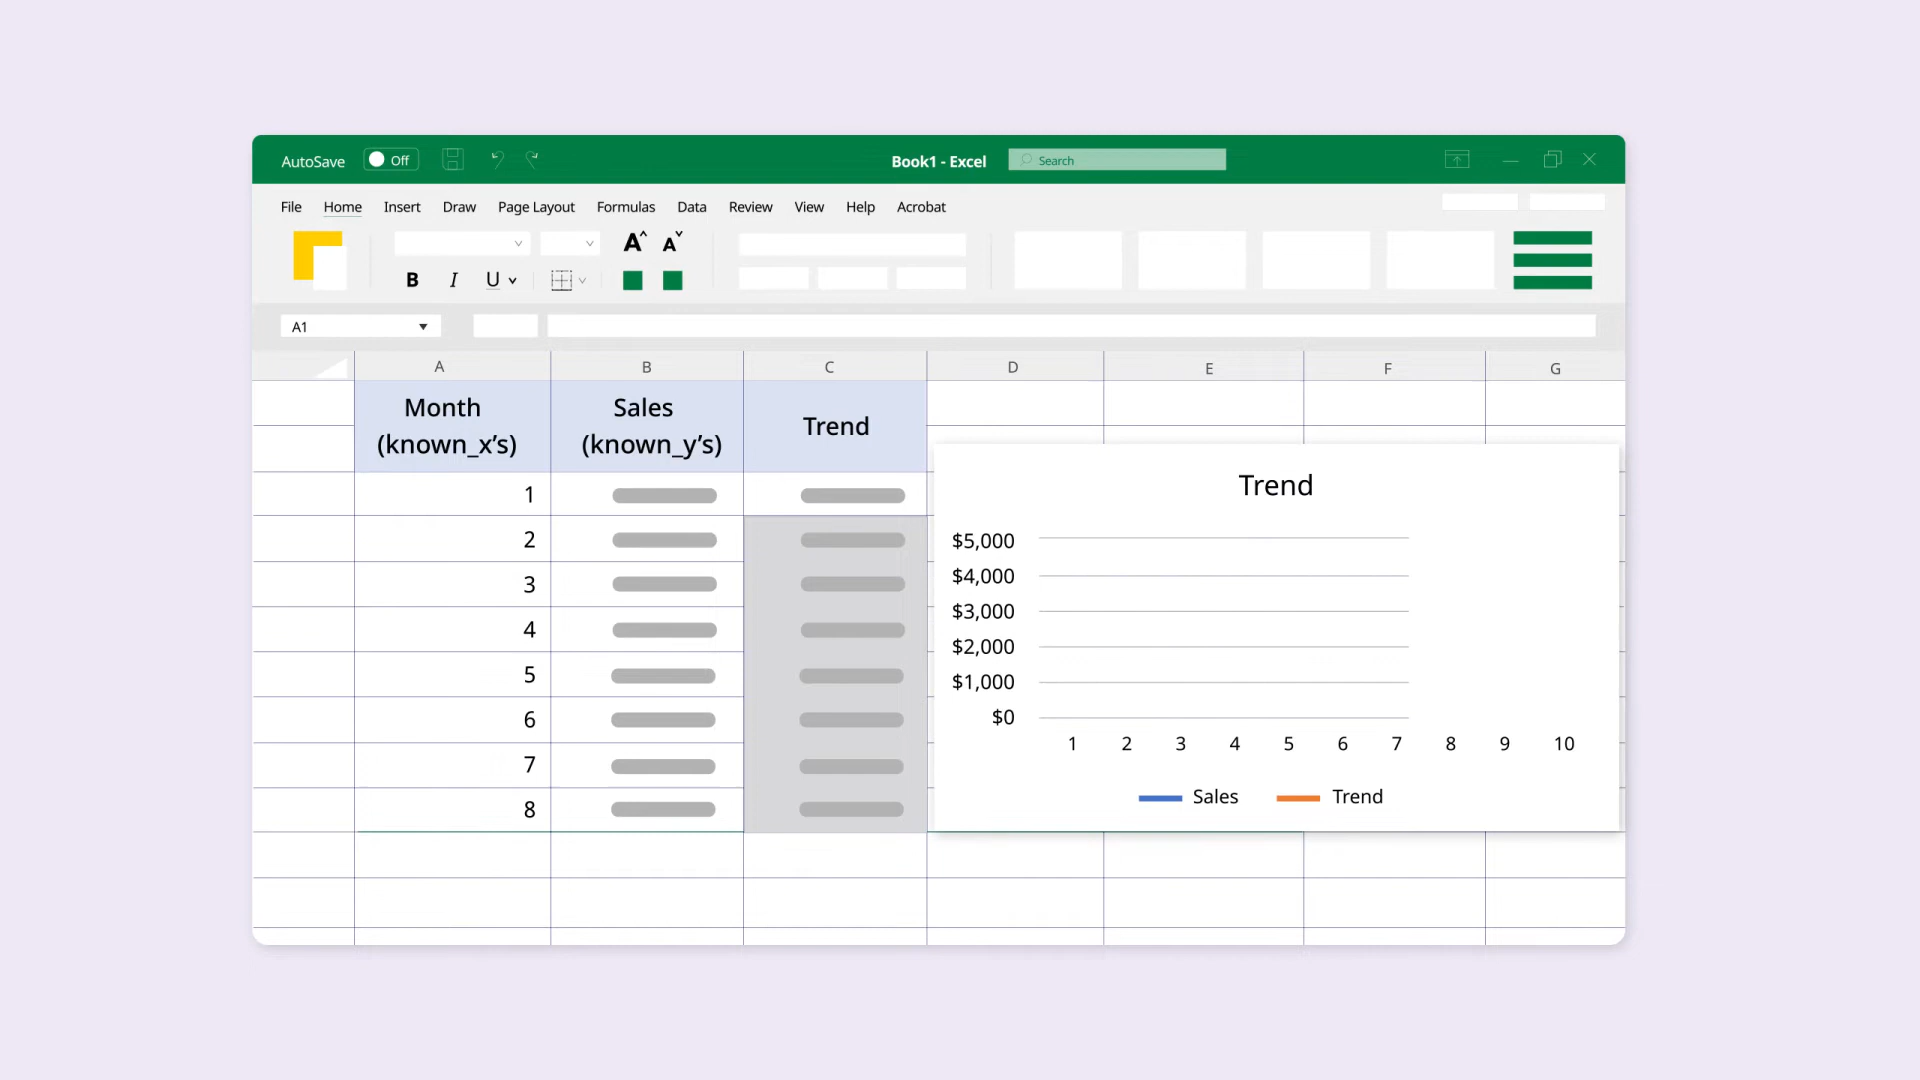 AutoSave Off Book1 - Excel Search
File Home Insert Draw Page Layout Formulas Data Review View Help Acrobat
A^ A˅
B I U
A1
A B C D E F G
Month
(known_x’s)
Sales
(known_y’s)
Trend
1
2
3
4
5
6
7
8
Trend
$5,000
$4,000
$3,000
$2,000
$1,000
$0
1 2 3 4 5 6 7 8 9 10
Sales Trend